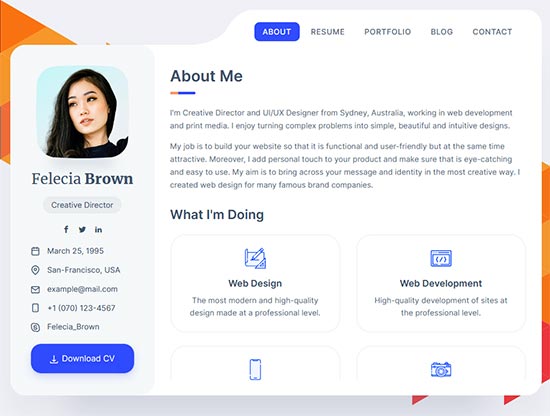 ABOUT RESUME PORTFOLIO BLOG CONTACT
Felecia Brown
Creative Director
March 25, 1995
San-Francisco, USA
example@mail.com
+1 (070) 123-4567
Felecia_Brown
Download CV
About Me
I'm Creative Director and UI/UX Designer from Sydney, Australia, working in web development
and print media. I enjoy turning complex problems into simple, beautiful and intuitive designs.
My job is to build your website so that it is functional and user-friendly but at the same time
attractive. Moreover, I add personal touch to your product and make sure that is eye-catching
and easy to use. My aim is to bring across your message and identity in the most creative way. I
created web design for many famous brand companies.
What I'm Doing
Web Design
The most modern and high-quality
design made at a professional level.
Web Development
High-quality development of sites at
the professional level.